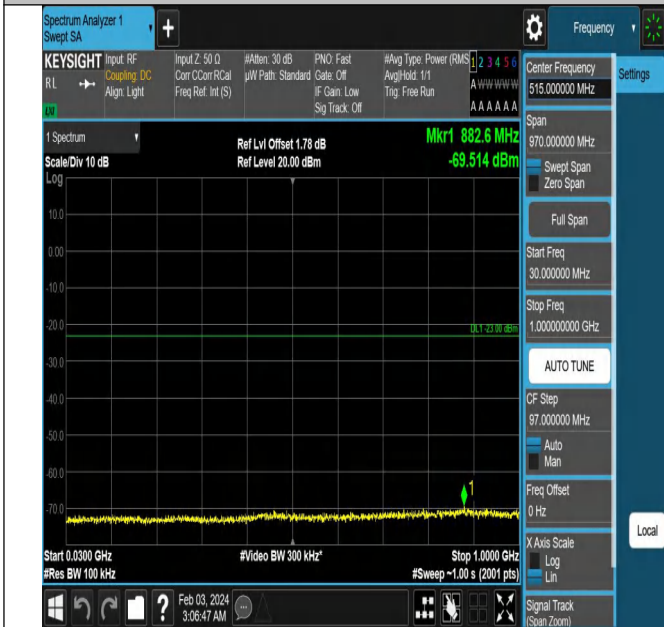 Spectrum Analyzer 1
Swept SA
+
Frequency
KEYSIGHT
RL
LXI
Input: RF
Coupling: DC
Align: Light
Input Z: 50 Ω
Corr CCorr RCal
Freq Ref: Int (S)
#Atten: 30 dB
µW Path: Standard
PNO: Fast
Gate: Off
IF Gain: Low
Sig Track: Off
#Avg Type: Power (RMS
Avg|Hold: 1/1
Trig: Free Run
1 2 3 4 5 6
A W W W W W
A A A A A A
Center Frequency
515.000000 MHz
Settings
Span
970.000000 MHz
Swept Span
Zero Span
Full Span
Start Freq
30.000000 MHz
Stop Freq
1.000000000 GHz
AUTO TUNE
CF Step
97.000000 MHz
Auto
Man
Freq Offset
0 Hz
X Axis Scale
Log
Lin
Local
Signal Track
(Span Zoom)
1 Spectrum
Scale/Div 10 dB
Log
Ref Lvl Offset 1.78 dB
Ref Level 20.00 dBm
Mkr1 882.6 MHz
-69.514 dBm
10.0
0.00
-10.0
-20.0
DL1 -23.00 dBm
-30.0
-40.0
-50.0
-60.0
1
-70.0
Start 0.0300 GHz
#Res BW 100 kHz
#Video BW 300 kHz*
Stop 1.0000 GHz
#Sweep ~1.00 s (2001 pts)
?
Feb 03, 2024
3:06:47 AM